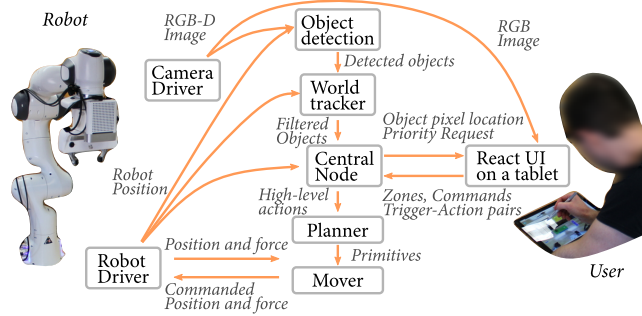 Robot
RGB-D
Image
Object
detection
RGB
Image
Camera
Driver
Detected objects
World
tracker
Filtered
Objects
Object pixel location
Priority Request
Robot
Position
Central
Node
React UI
on a tablet
High-level
actions
Zones, Commands
Trigger-Action pairs
Planner
Robot
Driver
Position and force
Primitives
Mover
Commanded
Position and force
User